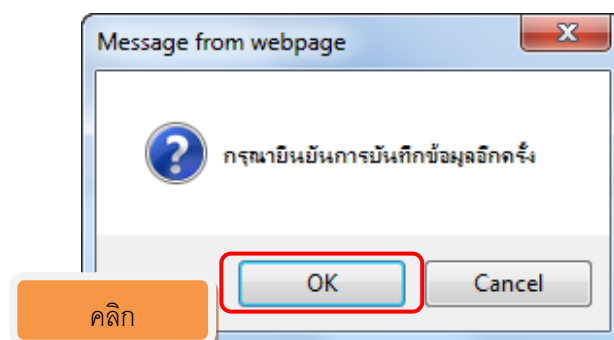 Message from webpage
กรุณายืนยันการบันทึกข้อมูลอีกครั้ง
OK
Cancel
คลิก